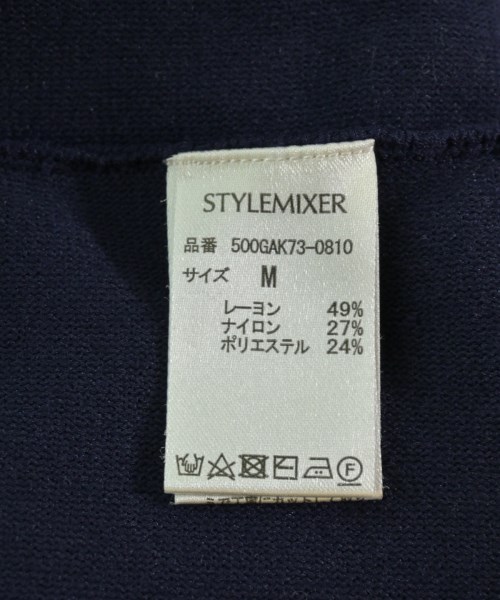 STYLEMIXER
品番 500GAK73-0810
サイズ M
レーヨン 49%
ナイロン 27%
ポリエステル 24%
F